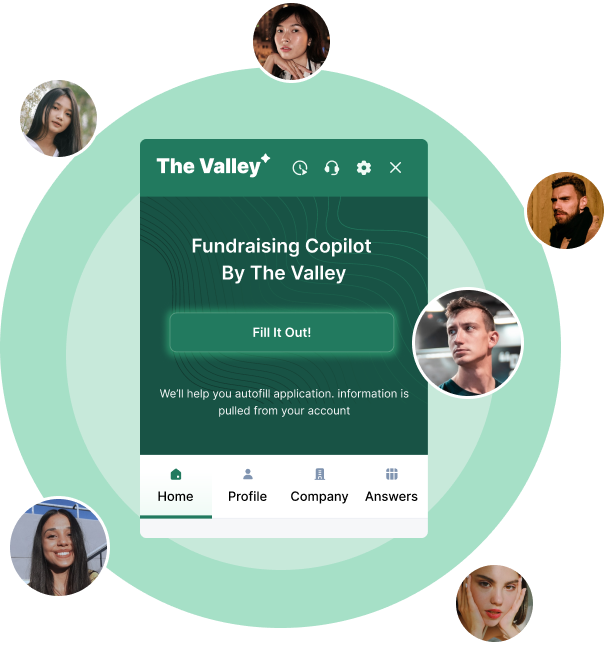 The Valley
Fundraising Copilot
By The Valley
Fill It Out!
We'll help you autofill application. information is
pulled from your account
Home Profile Company Answers